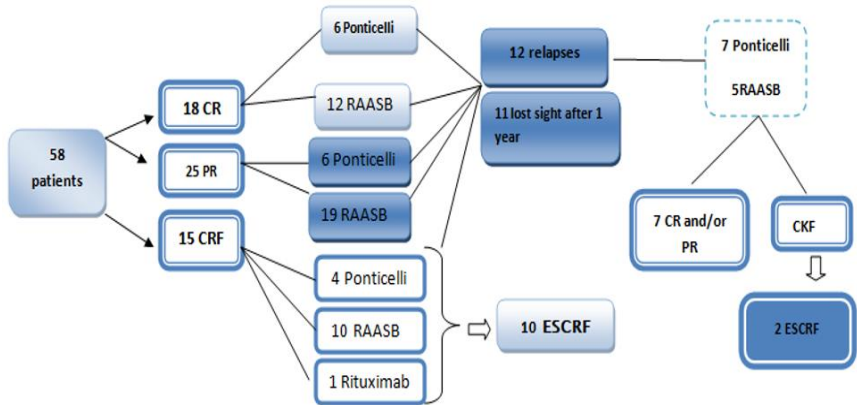 58
patients
18 CR
25 PR
15 CRF
6 Ponticelli
12 RAASB
6 Ponticelli
19 RAASB
4 Ponticelli
10 RAASB
1 Rituximab
12 relapses
11 lost sight after 1
year
10 ESCRF
7 Ponticelli
5RAASB
7 CR and/or
PR
CKF
2 ESCRF